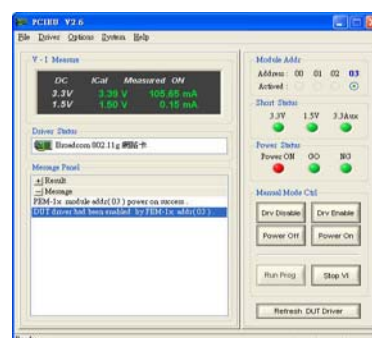 PCIEU V2.6
File Driver Options System Help
V - I Measure
DC KCal Measured ON
3.3V 3.39 V 105.65 mA
1.5V 1.50 V 0.15 mA
Driver Status
Broadcom 802.11g 網路卡
Message Panel
Result
Message
PEM-1x module addr( 03 ) power on success .
DUT driver had been enabled by PEM-1x addr( 03 ) .
Module Addr
Address : 00 01 02 03
Actived :
Short Status
3.3V 1.5V 3.3Aux
Power Status
Power ON GO NG
Manual Mode Ctrl
Drv Disable Drv Enable
Power Off Power On
Run Prog Stop VI
Refresh DUT Driver